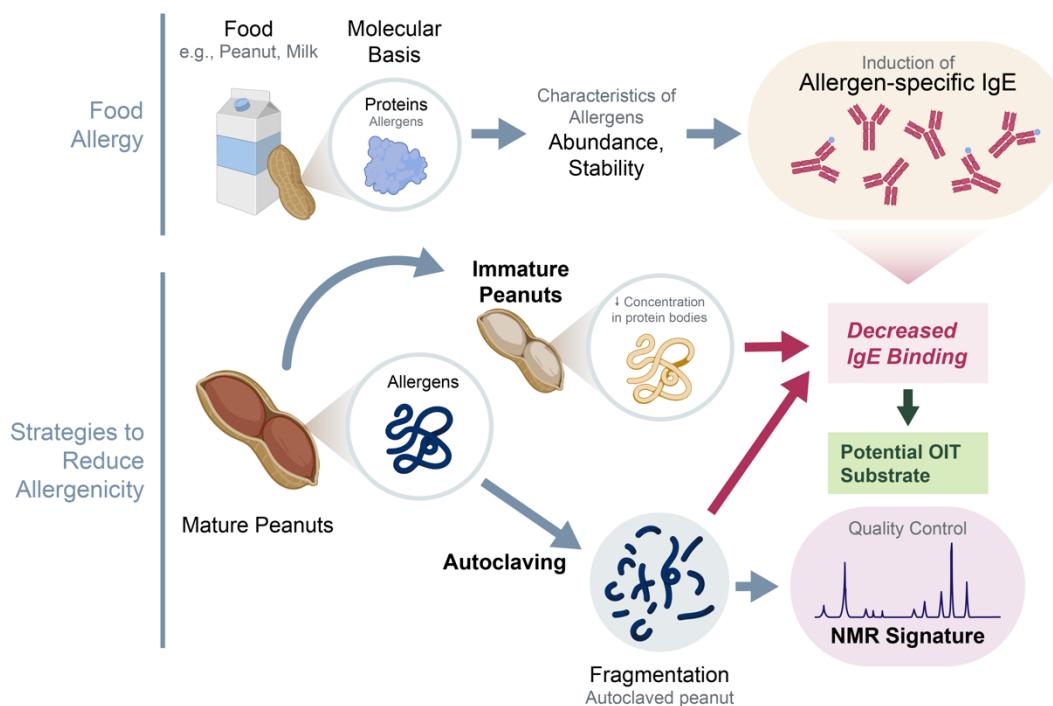 Food
Allergy
Food
e.g., Peanut, Milk
Molecular
Basis
Proteins
Allergens
Characteristics of
Allergens
Abundance,
Stability
Induction of
Allergen-specific IgE
Strategies to
Reduce
Allergenicity
Mature Peanuts
Allergens
Immature
Peanuts
↓ Concentration
in protein bodies
Decreased
IgE Binding
Potential OIT
Substrate
Autoclaving
Fragmentation
Autoclaved peanut
Quality Control
NMR Signature